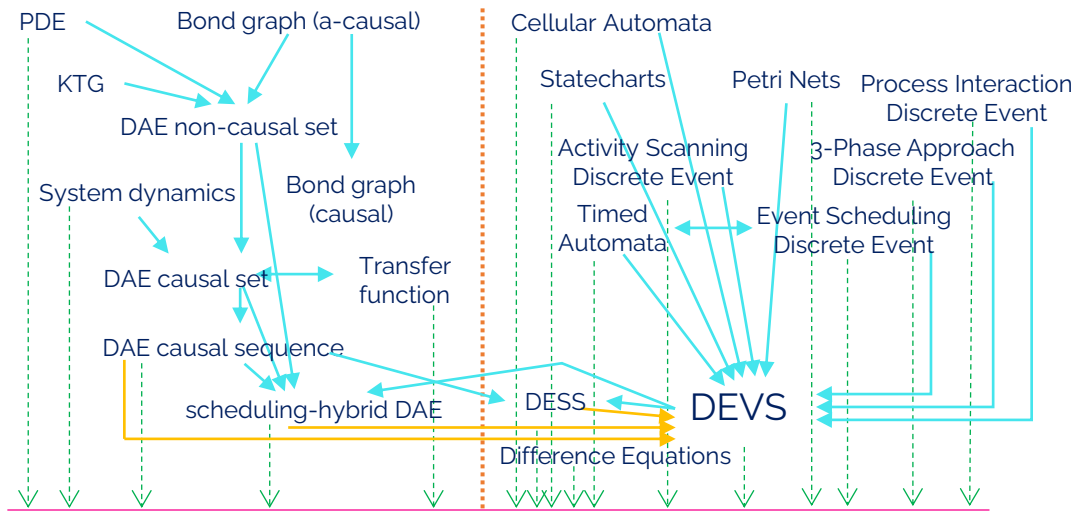 PDE
Bond graph (a-causal)
Cellular Automata
KTG
Statecharts
Petri Nets
Process Interaction
Discrete Event
DAE non-causal set
Activity Scanning
Discrete Event
3-Phase Approach
Discrete Event
System dynamics
Bond graph
(causal)
Timed
Automata
Event Scheduling
Discrete Event
DAE causal set
Transfer
function
DAE causal sequence
scheduling-hybrid DAE
DESS
DEVS
Difference Equations